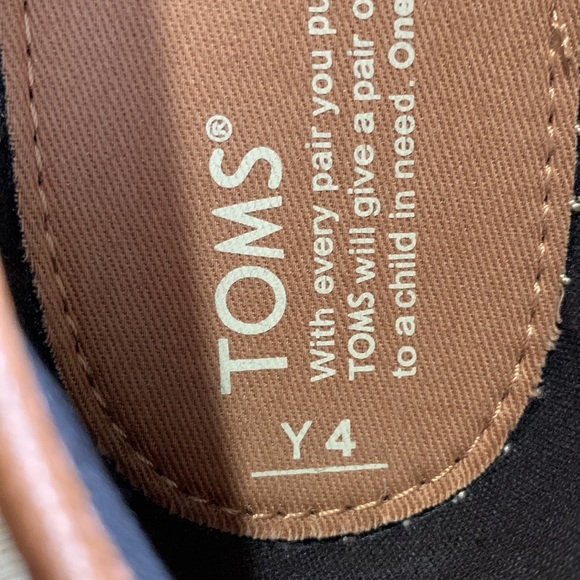 TOMS®
With every pair you pu
TOMS will give a pair o
to a child in need. One
Y 4